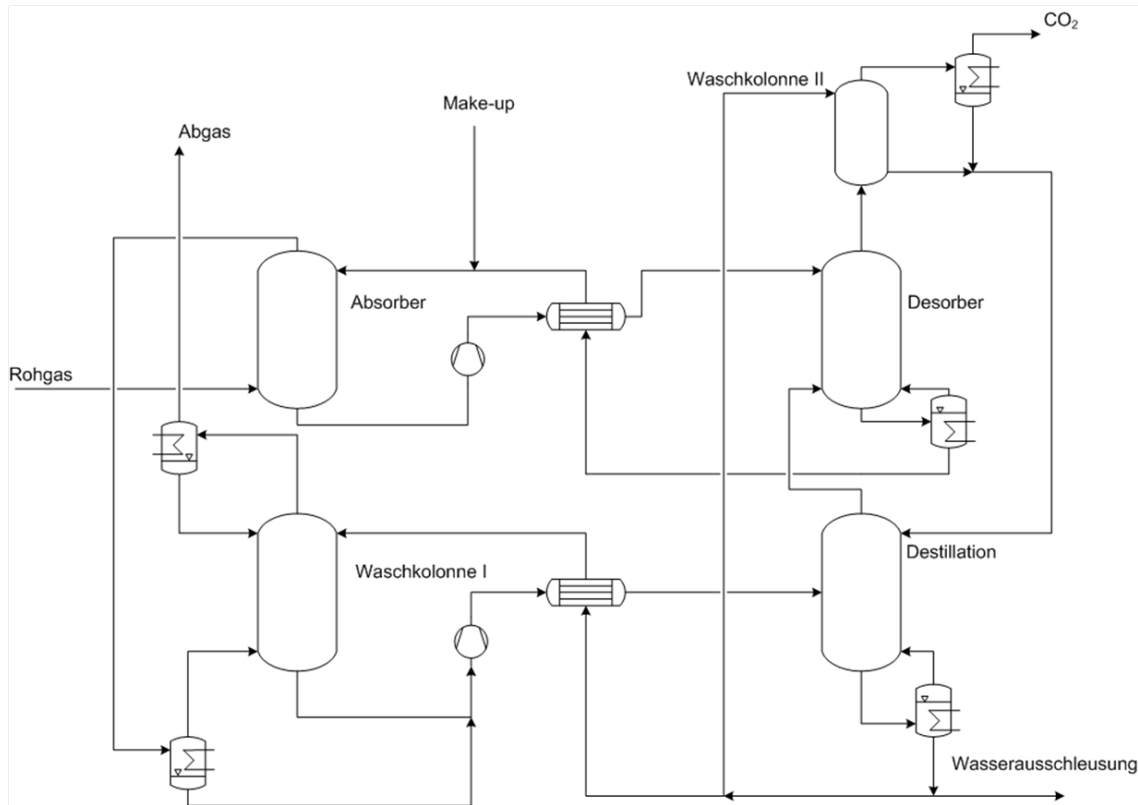 CO₂
Waschkolonne II
Make-up
Abgas
Absorber
Desorber
Rohgas
Destillation
Waschkolonne I
Wasserausschleusung